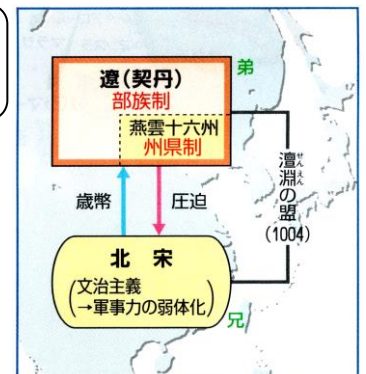 弟
遼(契丹)
部族制
燕雲十六州
州県制
澶淵の盟
せんえん
(1004)
歳幣
圧迫
北宋
(文治主義
→軍事力の弱体化)
兄